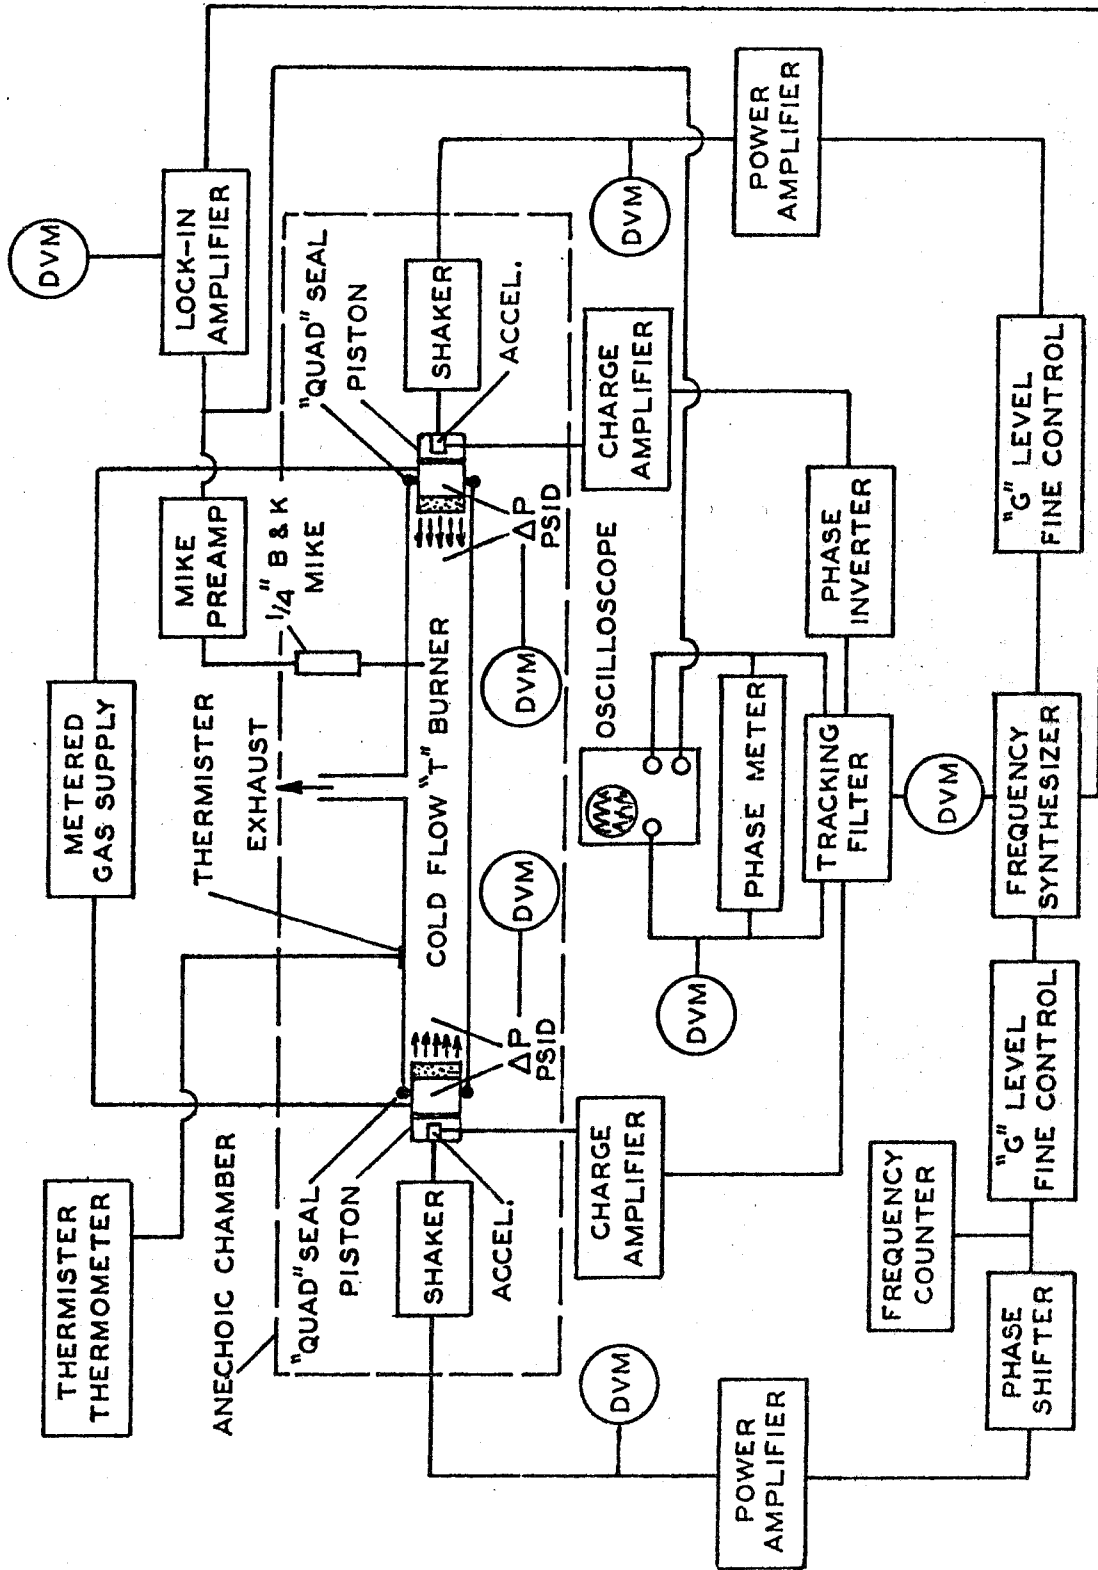 THERMISTER
THERMOMETER
METERED
GAS SUPPLY
DVM
LOCK-IN
AMPLIFIER
MIKE
PREAMP
ANECHOIC CHAMBER
THERMISTER
EXHAUST
1/4" B & K
MIKE
"QUAD" SEAL
PISTON
"QUAD" SEAL
PISTON
SHAKER
ACCEL.
COLD FLOW "T" BURNER
SHAKER
ACCEL.
ΔP
PSID
DVM
DVM
ΔP
PSID
DVM
CHARGE
AMPLIFIER
OSCILLOSCOPE
CHARGE
AMPLIFIER
DVM
DVM
PHASE METER
POWER
AMPLIFIER
TRACKING
FILTER
PHASE
INVERTER
POWER
AMPLIFIER
FREQUENCY
COUNTER
DVM
PHASE
SHIFTER
"G" LEVEL
FINE CONTROL
FREQUENCY
SYNTHESIZER
"G" LEVEL
FINE CONTROL